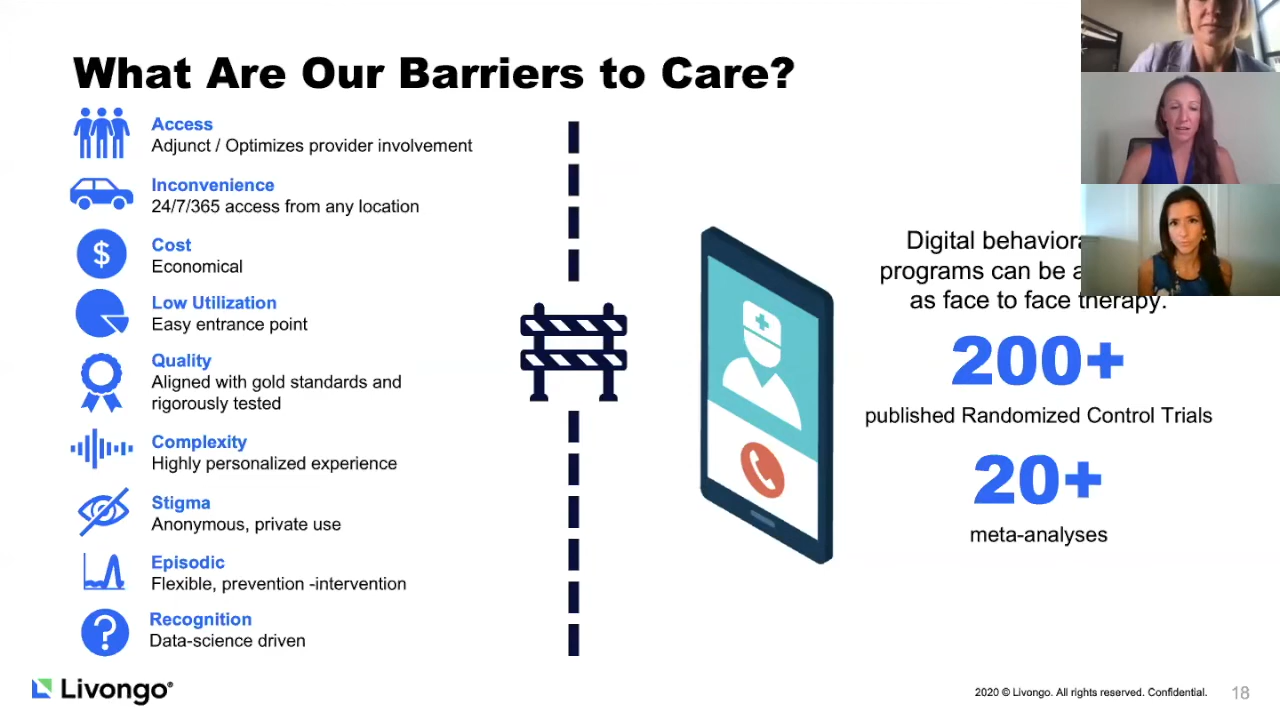 What Are Our Barriers to Care?
Access
Adjunct / Optimizes provider involvement
Inconvenience
24/7/365 access from any location
Cost
$
Economical
Low Utilization
Easy entrance point
Quality
Aligned with gold standards and
rigorously tested
Complexity
Highly personalized experience
Stigma
Anonymous, private use
Episodic
Flexible, prevention -intervention
Recognition
?
Data-science driven
Digital
programs can be
as face to face therapy.
200+
published Randomized Control Trials
20+
meta-analyses
Livongo®
2020 © Livongo. All rights reserved. Confidential.
18